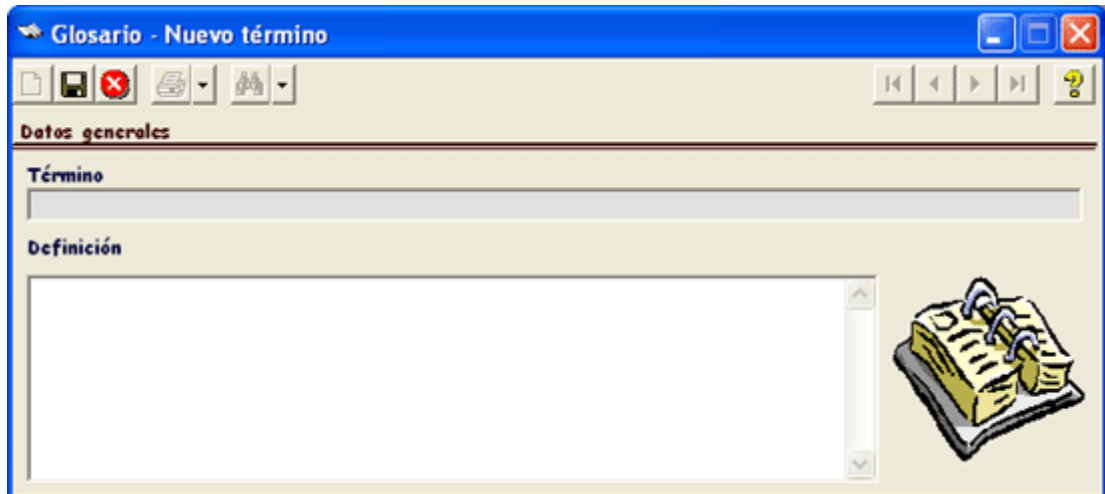 Glosario - Nuevo término
Datos generales
Término
Definición